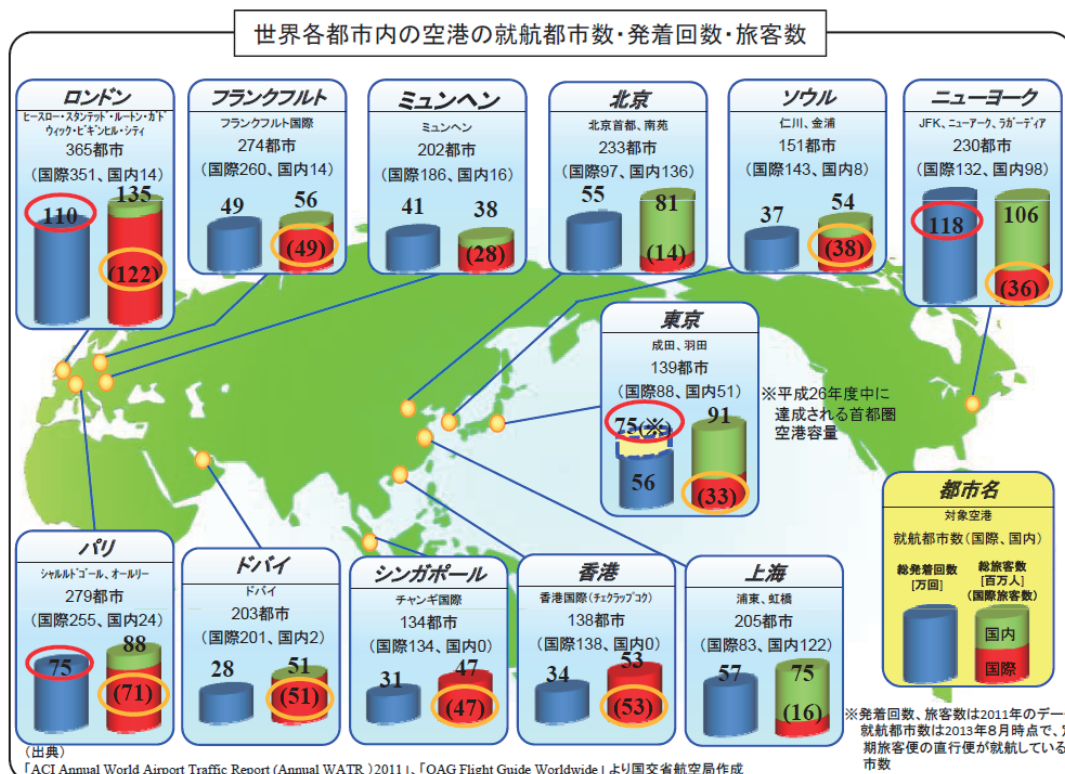 世界各都市内の空港の就航都市数・発着回数・旅客数
ロンドン
ヒースロー・スタンテッド・ルートン・ガト
ウィック・ビギンヒル・シティ
365都市
(国際351、国内14)
135
110
(122)
フランクフルト
フランクフルト国際
274都市
(国際260、国内14)
49
56
(49)
ミュンヘン
ミュンヘン
202都市
(国際186、国内16)
41
38
(28)
北京
北京首都、南苑
233都市
(国際97、国内136)
55
81
(14)
ソウル
仁川、金浦
151都市
(国際143、国内8)
37
54
(38)
ニューヨーク
JFK、ニューアーク、ラガーディア
230都市
(国際132、国内98)
118
106
(36)
東京
成田、羽田
139都市
(国際88、国内51)
75(※)
91
56
(33)
※平成26年度中に
達成される首都圏
空港容量
パリ
シャルルドゴール、オールリー
279都市
(国際255、国内24)
88
75
(71)
ドバイ
ドバイ
203都市
(国際201、国内2)
28
51
(51)
シンガポール
チャンギ国際
134都市
(国際134、国内0)
31
47
(47)
香港
香港国際(チェクラップコク)
138都市
(国際138、国内0)
34
53
(53)
上海
浦東、虹橋
205都市
(国際83、国内122)
57
75
(16)
都市名
対象空港
就航都市数(国際、国内)
総発着回数
[万回]
総旅客数
[百万人]
(国際旅客数)
国内
国際
※発着回数、旅客数は2011年のデー
就航都市数は2013年8月時点で、
期旅客便の直行便が就航している
市数
(出典)
「ACI Annual World Airport Traffic Report (Annual WATR )2011」、「OAG Flight Guide Worldwide」より国交省航空局作成